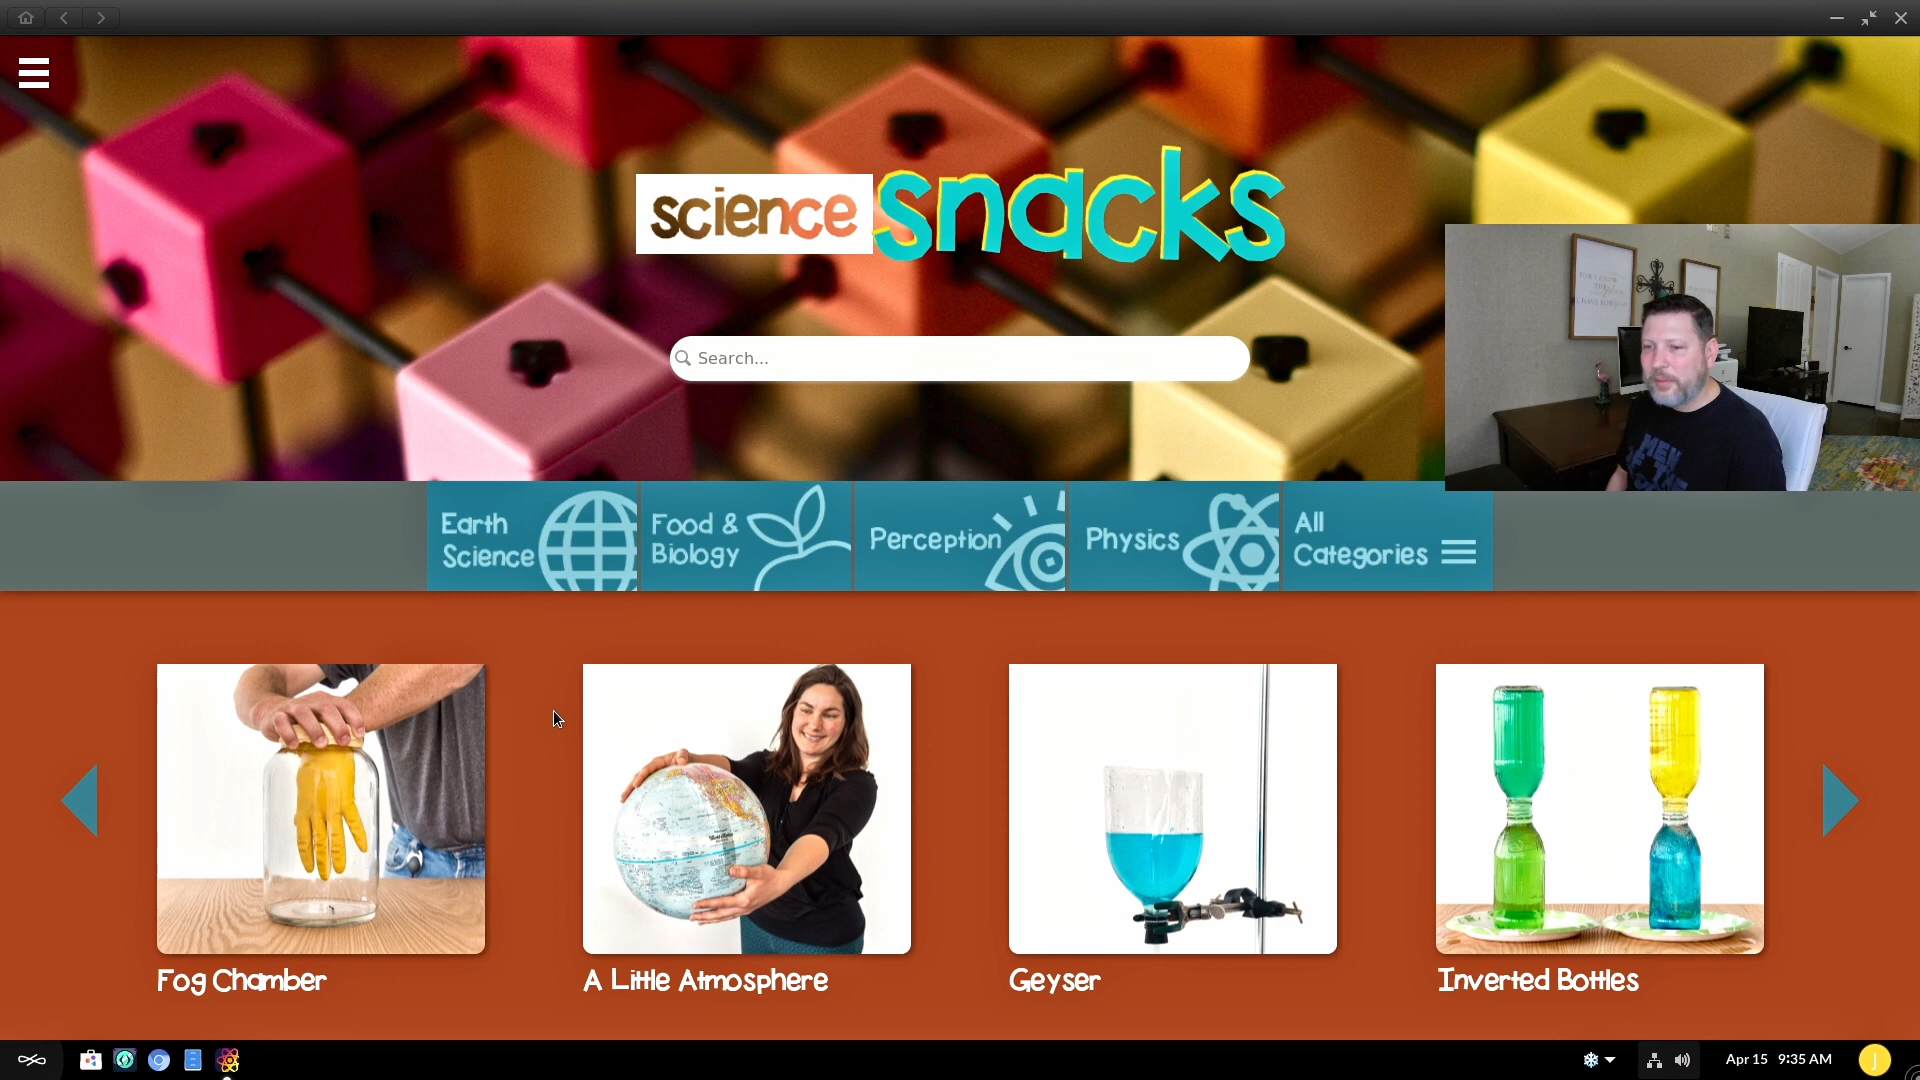 science snacks
Search...
MEN
Earth
Science
Food &
Biology
Perception
Physics
All
Categories
Fog Chamber
A Little Atmosphere
Geyser
Inverted Bottles
Apr 15 9:35 AM
J